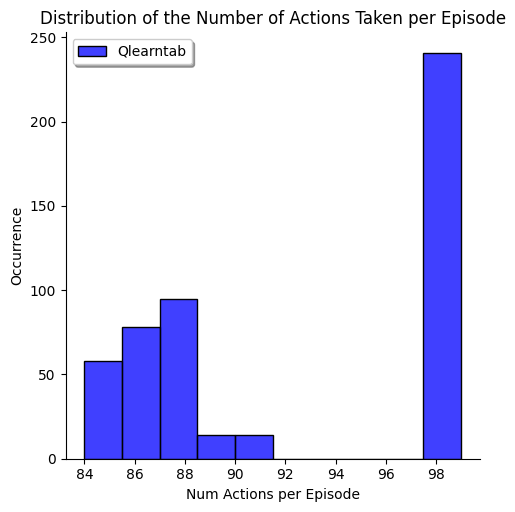 Distribution of the Number of Actions Taken per Episode
Qlearntab
250
200
150
100
50
0
Occurrence
84 86 88 90 92 94 96 98
Num Actions per Episode